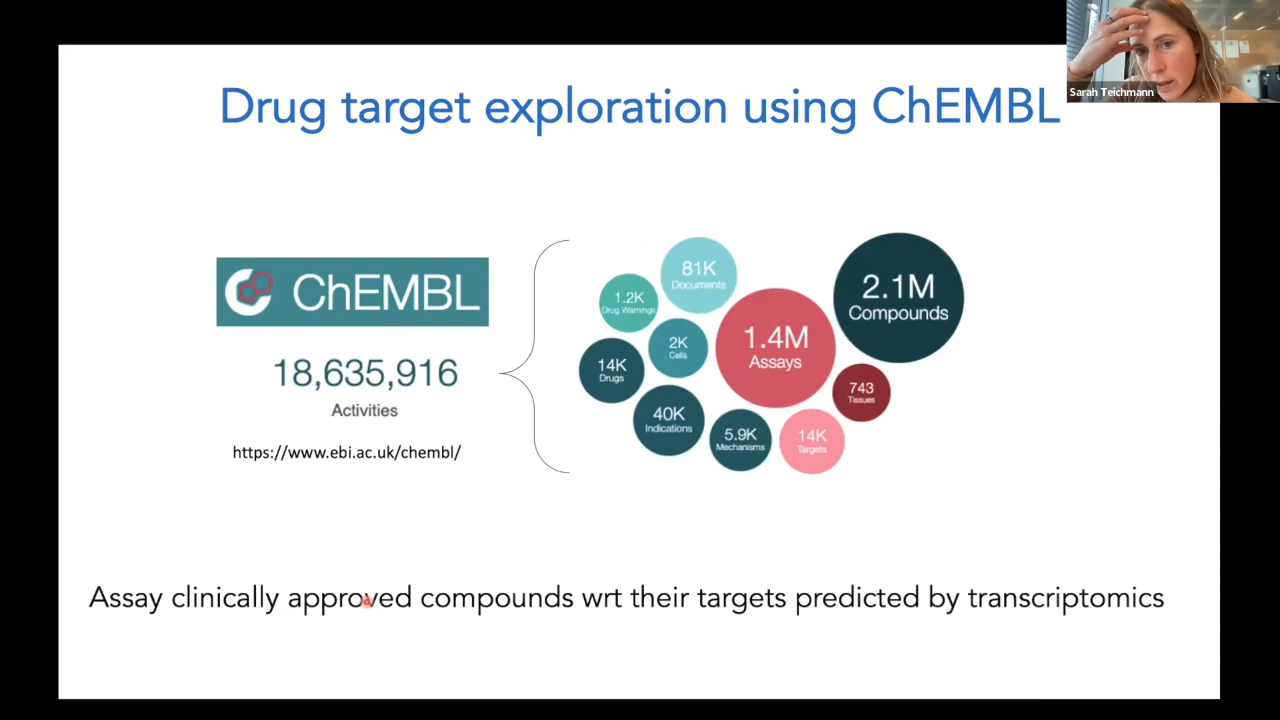 Sarah Teichmann
Drug target exploration using ChEMBL
ChEMBL
18,635,916
Activities
https://www.ebi.ac.uk/chembl/
81K
Documents
1.2K
Drug Warnings
2K
Cells
14K
Drugs
40K
Indications
5.9K
Mechanisms
14K
Targets
1.4M
Assays
743
Tissues
2.1M
Compounds
Assay clinically approved compounds wrt their targets predicted by transcriptomics